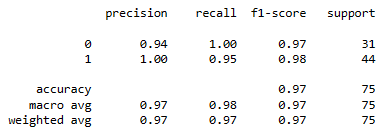 precision recall f1-score support
0 0.94 1.00 0.97 31
1 1.00 0.95 0.98 44
accuracy 0.97 75
macro avg 0.97 0.98 0.97 75
weighted avg 0.97 0.97 0.97 75